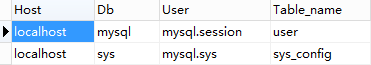 Host Db User Table_name
localhost mysql mysql.session user
localhost sys mysql.sys sys_config